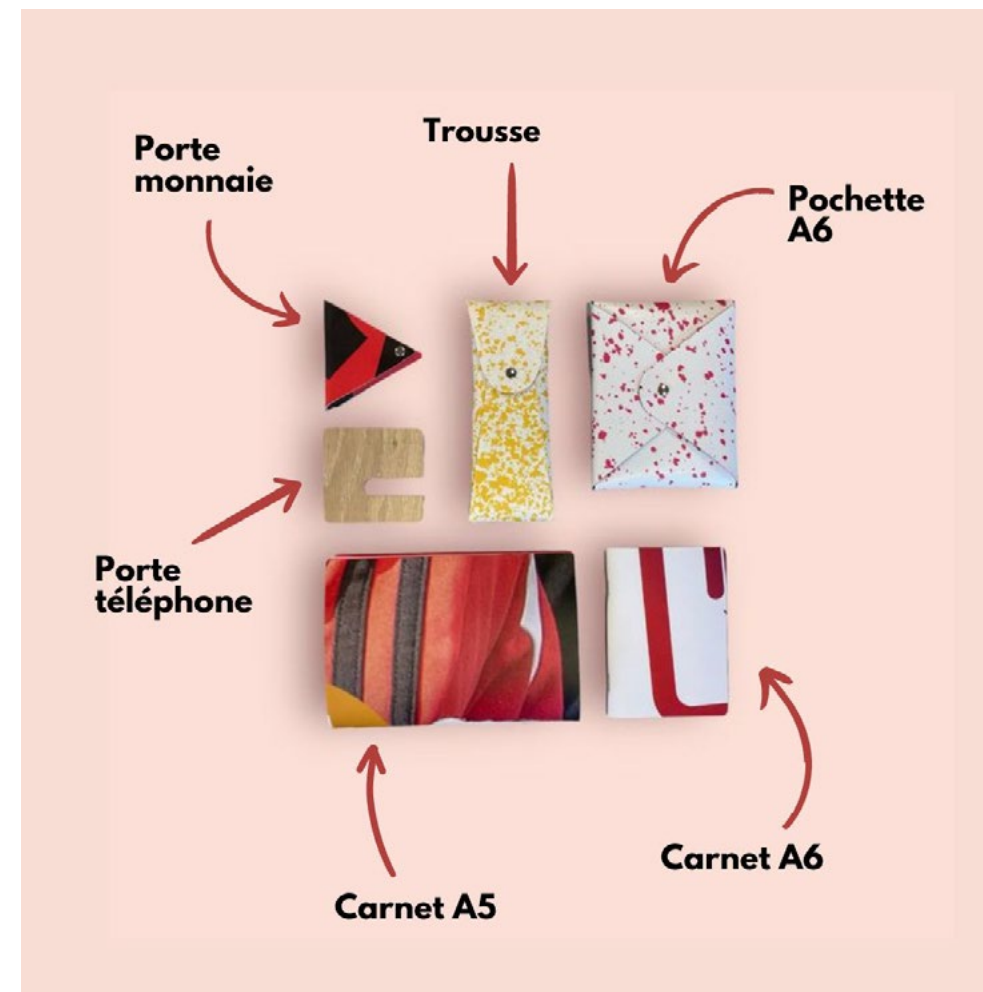 Trousse
Porte
monnaie
Pochette
A6
Porte
téléphone
Carnet A6
Carnet A5